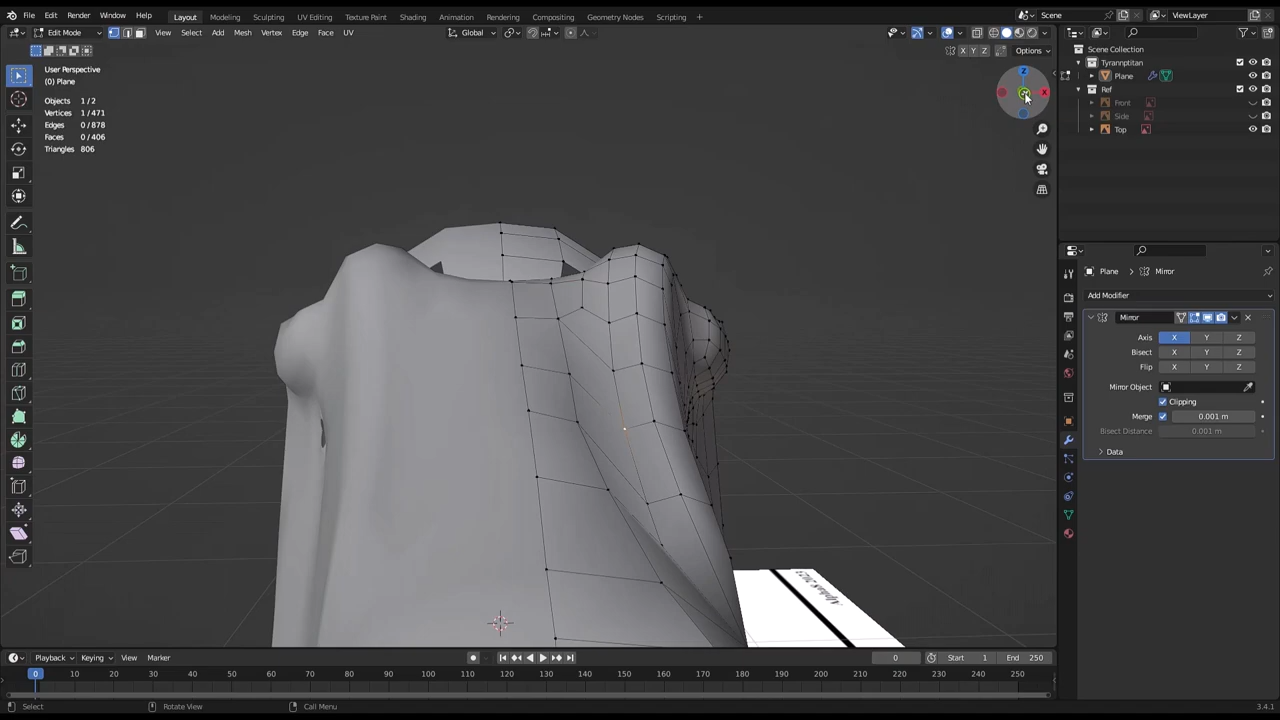 File Edit Render Window Help Layout Modeling Sculpting UV Editing Texture Paint Shading Animation Rendering Compositing Geometry Nodes Scripting + Scene ViewLayer
Edit Mode View Select Add Mesh Vertex Edge Face UV Global
X Y Z Options
User Perspective
(0) Plane
Objects 1/2
Vertices 1/471
Edges 0/878
Faces 0/406
Triangles 806
Z
X
Alphas 2023
Scene Collection
Tyrannptitan
Plane
Ref
Front
Side
Top
Plane Mirror
Add Modifier
Mirror
Axis X Y Z
Bisect X Y Z
Flip X Y Z
Mirror Object
Clipping
Merge 0.001 m
Bisect Distance 0.001 m
Data
Playback Keying View Marker 0 Start 1 End 250
0 10 20 30 40 50 60 70 80 90 100 110 120 130 140 150 160 170 180 190 200 210 220 230 240 250
Select Rotate View Call Menu 3.4.1